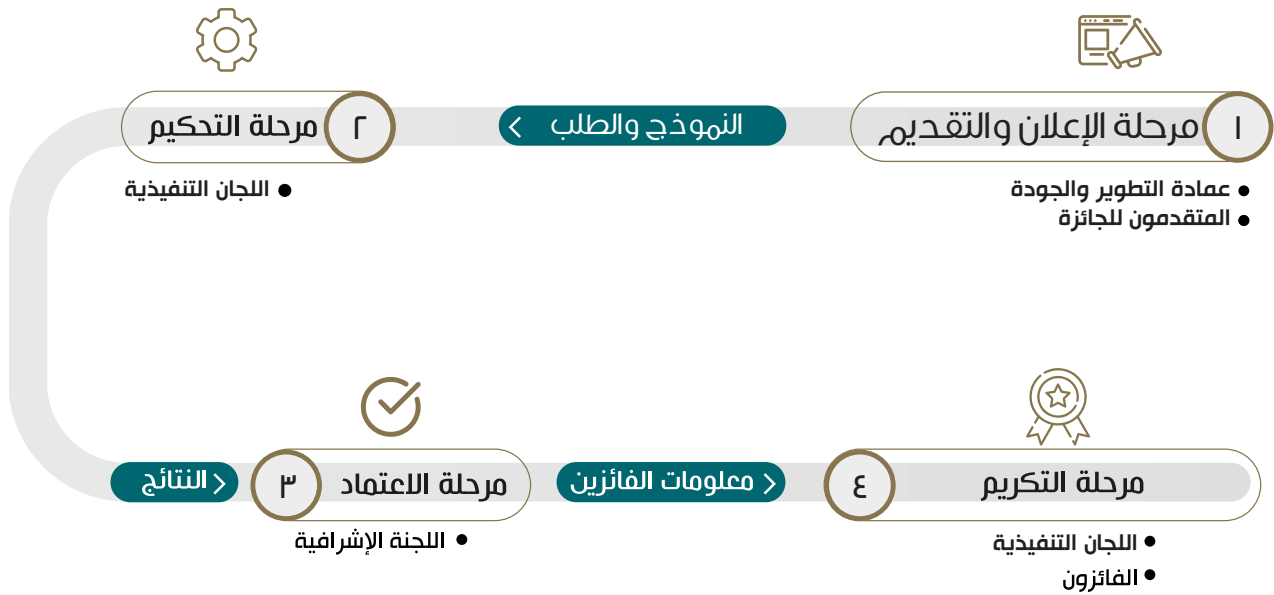 ١ مرحلة الإعلان والتقديم
عمادة التطوير والجودة
المتقدمون للجائزة
النموذج والطلب
٢ مرحلة التحكيم
اللجان التنفيذية
النتائج
٣ مرحلة الاعتماد
اللجنة الإشرافية
معلومات الفائزين
٤ مرحلة التكريم
اللجان التنفيذية
الفائزون